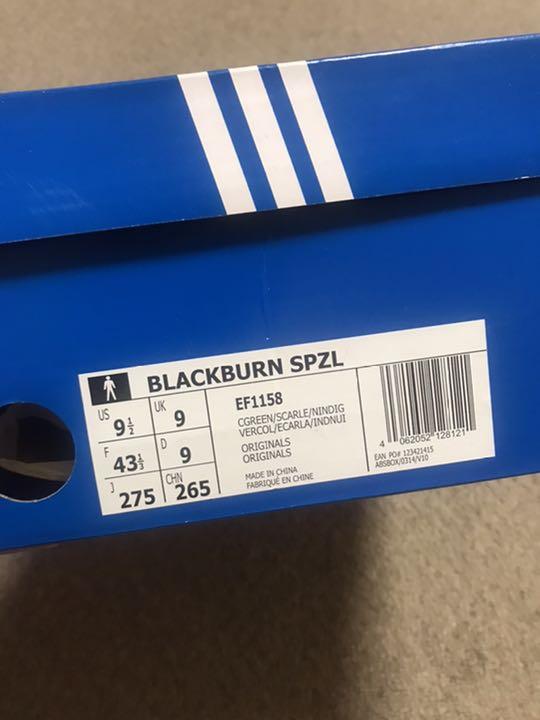 BLACKBURN SPZL
US 9½ UK 9
F 43⅓ D 9
J 275 CHN 265
EF1158
CGREEN/SCARLE/NINDIG
VERCOL/ECARLA/INDNUI
ORIGINALS
ORIGINALS
MADE IN CHINA
FABRIQUÉ EN CHINE
4 062052 128121
EAN PO# 123421415
ABSBOX/0314/V10